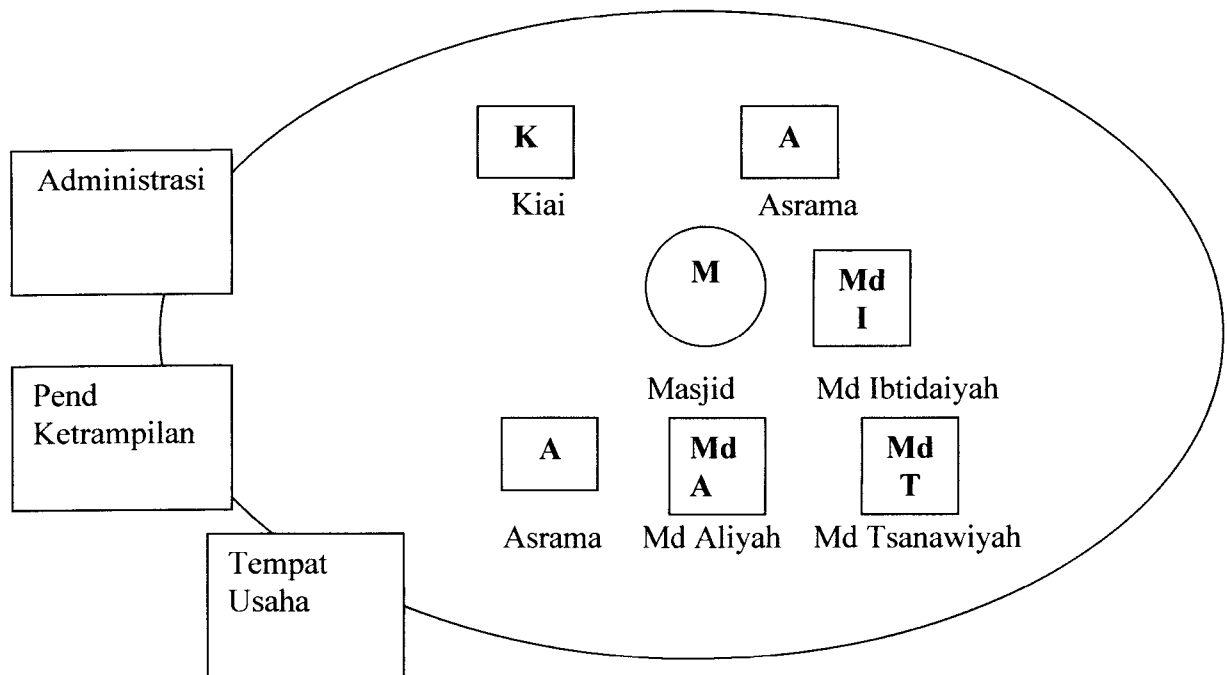 K
A
Administrasi
Kiai
Asrama
M
Md
I
Masjid
Md Ibtidaiyah
Pend
Ketrampilan
A
Md
A
Md
T
Asrama
Md Aliyah
Md Tsanawiyah
Tempat
Usaha